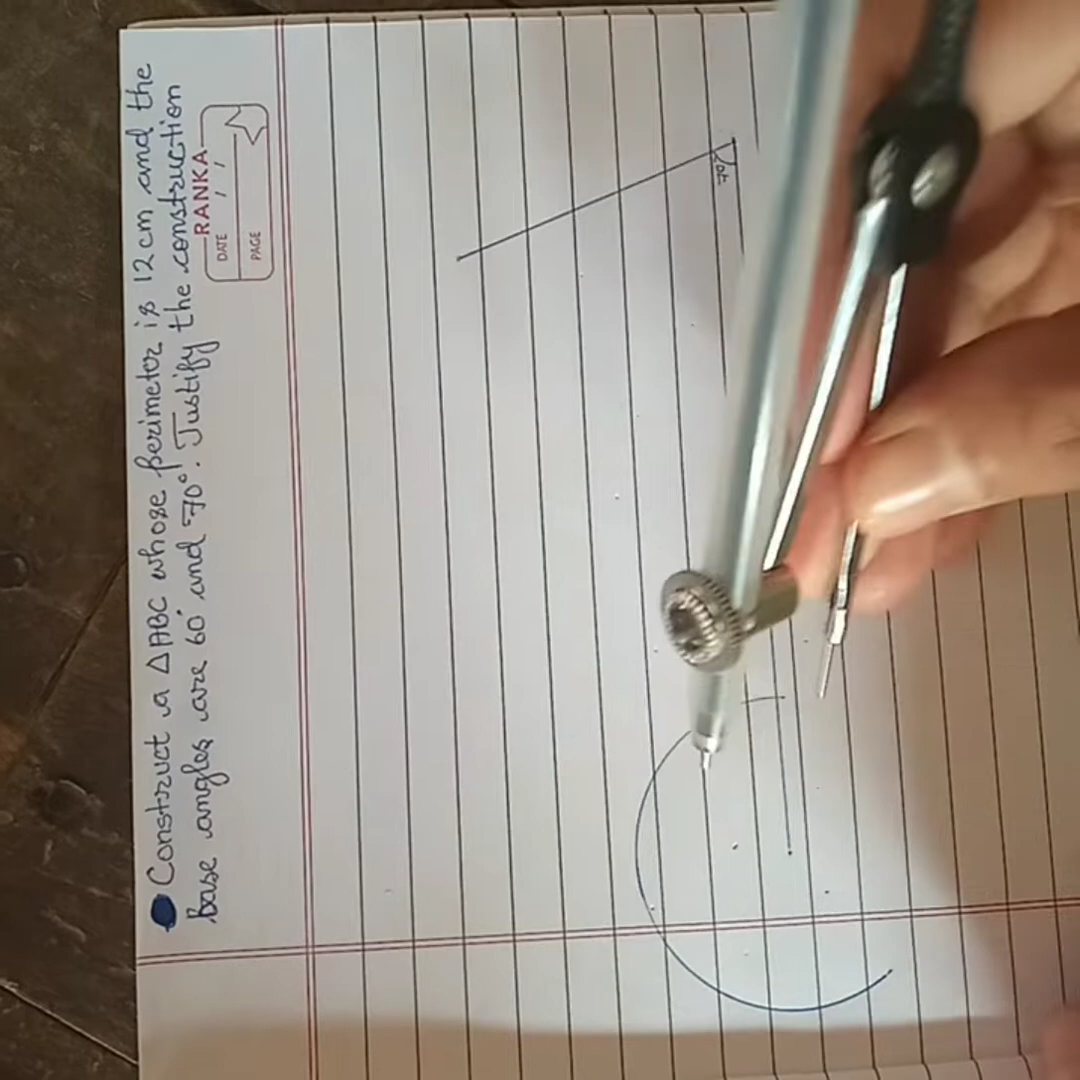 Construct a ΔABC whose perimeter is 12 cm and the
base angles are 60° and 70°. Justify the construction
RANKA
DATE / /
PAGE